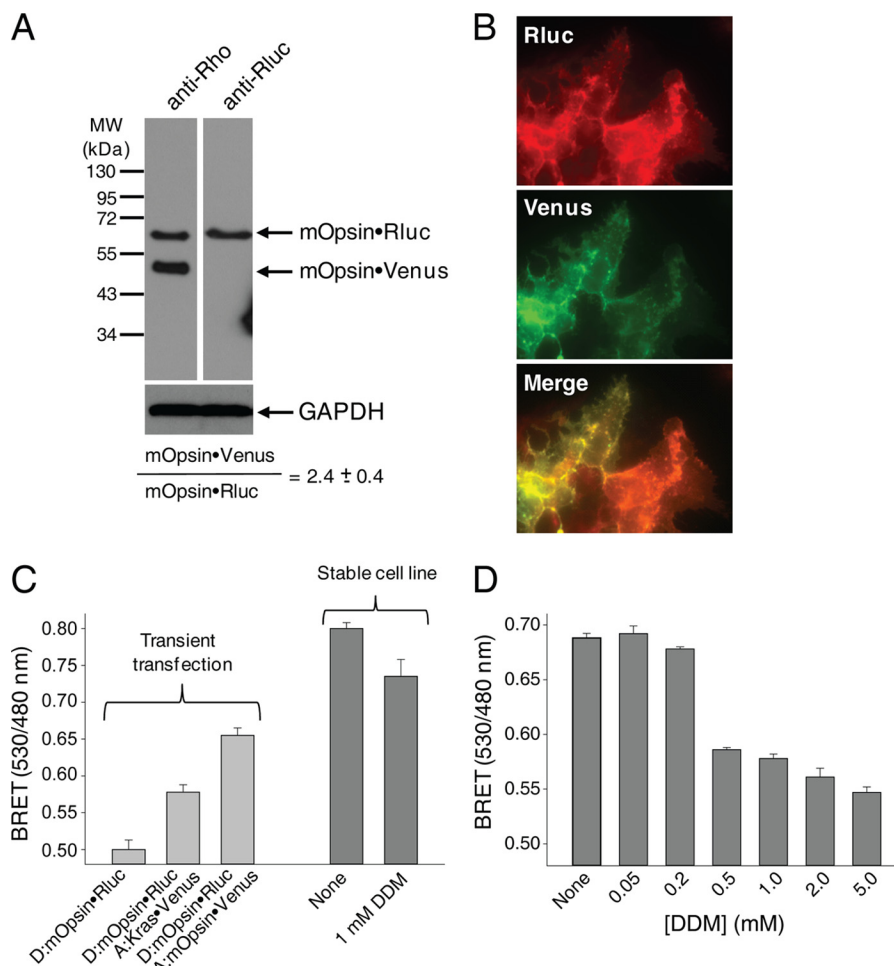 A
anti-Rho
anti-Rluc
MW
(kDa)
130
95
72
55
43
34
mOpsin•Rluc
mOpsin•Venus
GAPDH
mOpsin•Venus
mOpsin•Rluc
= 2.4 ± 0.4
B
Rluc
Venus
Merge
C
Stable cell line
Transient
transfection
BRET (530/480 nm)
0.80
0.75
0.70
0.65
0.60
0.55
0.50
D:mOpsin•Rluc
D:mOpsin•Rluc
A:Kras•Venus
D:mOpsin•Rluc
A:mOpsin•Venus
None
1 mM DDM
D
BRET (530/480 nm)
0.70
0.65
0.60
0.55
0.50
None
0.05
0.2
0.5
1.0
2.0
5.0
[DDM] (mM)